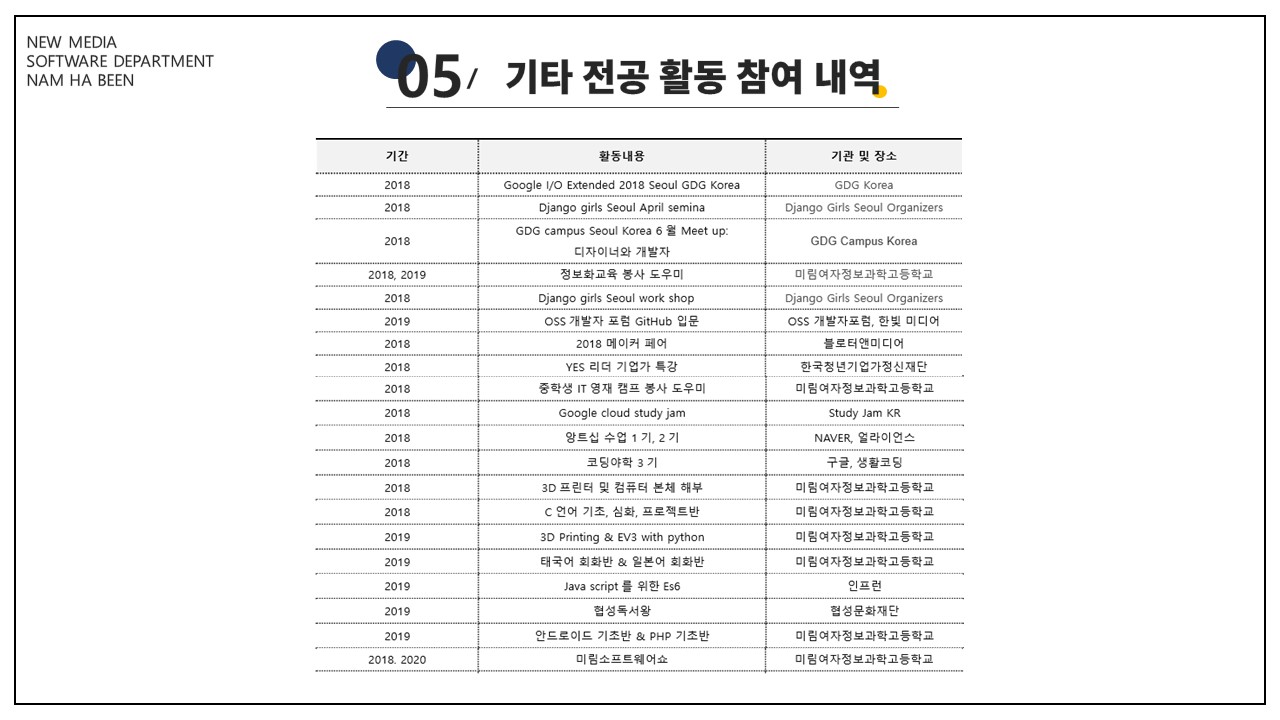 NEW MEDIA
SOFTWARE DEPARTMENT
NAM HA BEEN
05/ 기타 전공 활동 참여 내역
기간 활동내용 기관 및 장소
2018 Google I/O Extended 2018 Seoul GDG Korea GDG Korea
2018 Django girls Seoul April semina Django Girls Seoul Organizers
2018 GDG campus Seoul Korea 6 월 Meet up: GDG Campus Korea
디자이너와 개발자
2018, 2019 정보화교육 봉사 도우미 미림여자정보과학고등학교
2018 Django girls Seoul work shop Django Girls Seoul Organizers
2019 OSS 개발자 포럼 GitHub 입문 OSS 개발자포럼, 한빛 미디어
2018 2018 메이커 페어 블로터앤미디어
2018 YES 리더 기업가 특강 한국청년기업가정신재단
2018 중학생 IT 영재 캠프 봉사 도우미 미림여자정보과학고등학교
2018 Google cloud study jam Study Jam KR
2018 앙트십 수업 1 기, 2 기 NAVER, 얼라이언스
2018 코딩야학 3 기 구글, 생활코딩
2018 3D 프린터 및 컴퓨터 본체 해부 미림여자정보과학고등학교
2018 C 언어 기초, 심화, 프로젝트반 미림여자정보과학고등학교
2019 3D Printing & EV3 with python 미림여자정보과학고등학교
2019 태국어 회화반 & 일본어 회화반 미림여자정보과학고등학교
2019 Java script 를 위한 Es6 인프런
2019 협성독서왕 협성문화재단
2019 안드로이드 기초반 & PHP 기초반 미림여자정보과학고등학교
2018. 2020 미림소프트웨어쇼 미림여자정보과학고등학교